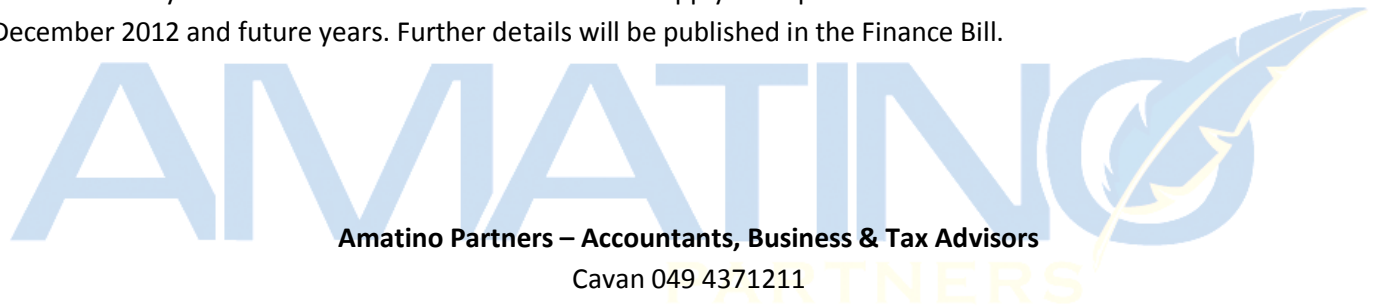 December 2012 and future years. Further details will be published in the Finance Bill.
AMATINO
PARTNERS
Amatino Partners – Accountants, Business & Tax Advisors
Cavan 049 4371211